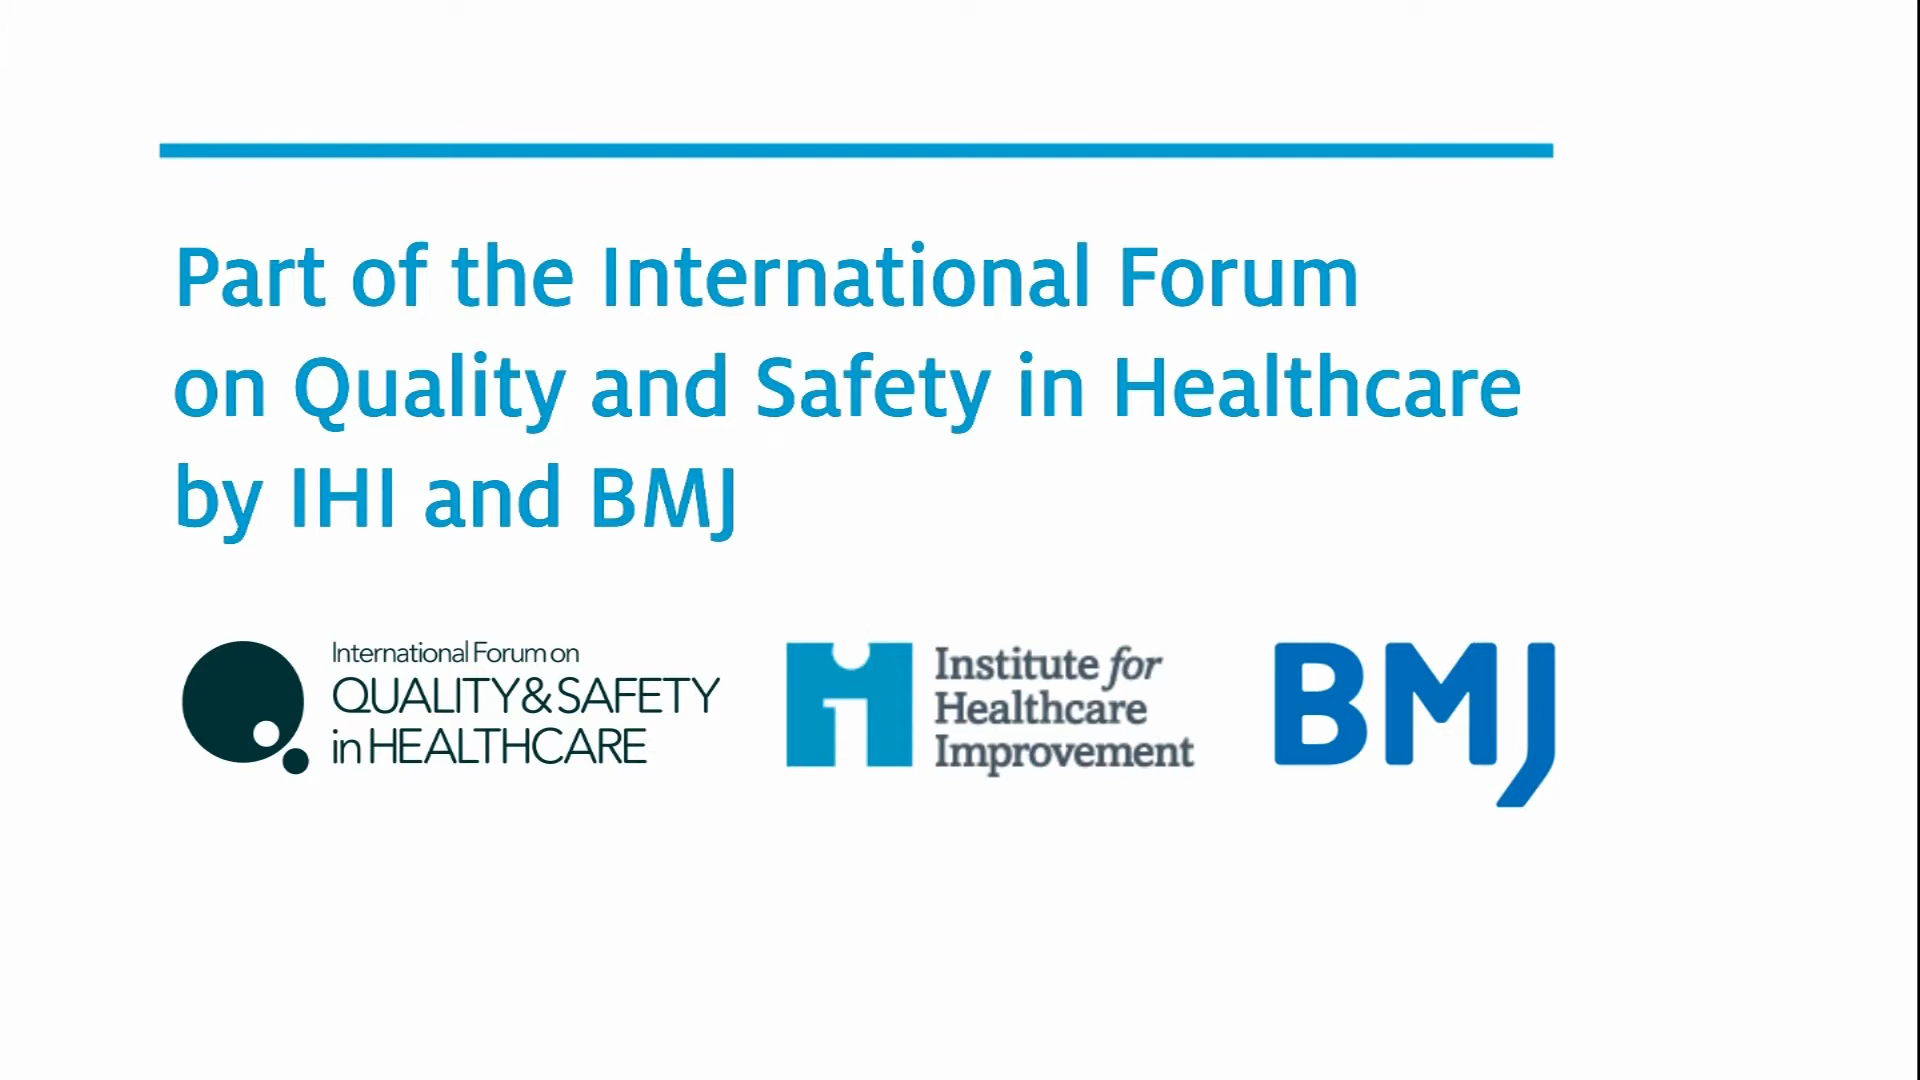 Part of the International Forum
on Quality and Safety in Healthcare
by IHI and BMJ
International Forum on
QUALITY & SAFETY
in HEALTHCARE
Institute for
Healthcare
Improvement
BMJ